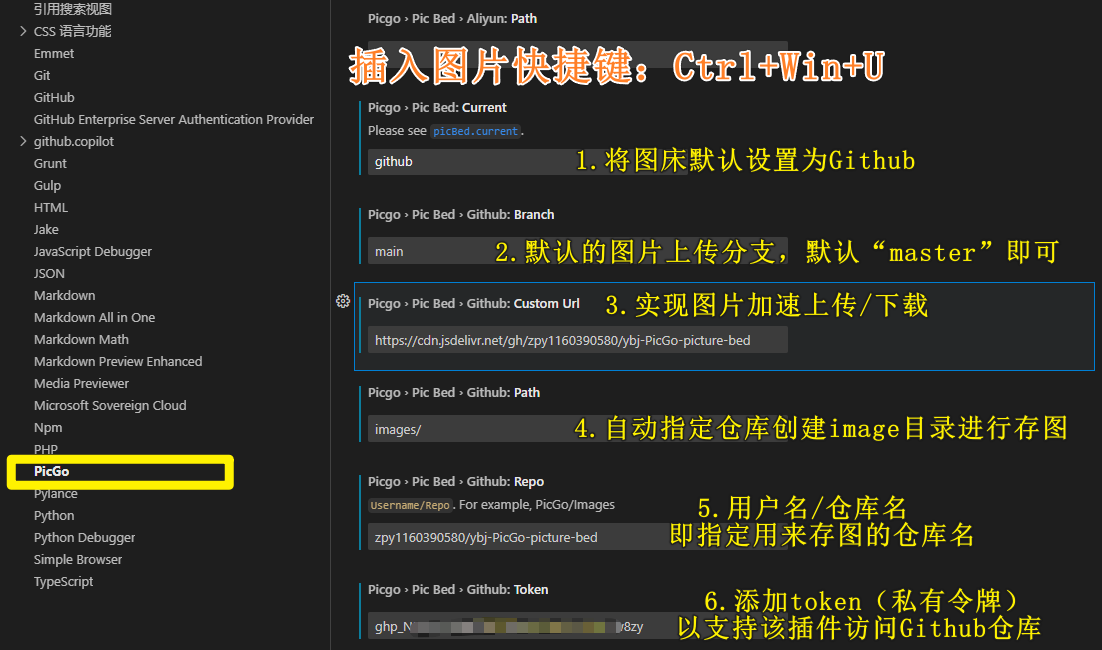 引用搜索视图
CSS 语言功能
Emmet
Git
GitHub
GitHub Enterprise Server Authentication Provider
github.copilot
Grunt
Gulp
HTML
Jake
JavaScript Debugger
JSON
Markdown
Markdown All in One
Markdown Math
Markdown Preview Enhanced
Media Previewer
Microsoft Sovereign Cloud
Npm
PHP
PicGo
Pylance
Python
Python Debugger
Simple Browser
TypeScript
Picgo › Pic Bed › Aliyun: Path
插入图片快捷键：Ctrl+Win+U
Picgo › Pic Bed: Current
Please see picBed.current.
github
1.将图床默认设置为Github
Picgo › Pic Bed › Github: Branch
main
2.默认的图片上传分支，默认“master”即可
Picgo › Pic Bed › Github: Custom Url
3.实现图片加速上传/下载
https://cdn.jsdelivr.net/gh/zpy1160390580/ybj-PicGo-picture-bed
Picgo › Pic Bed › Github: Path
images/
4.自动指定仓库创建image目录进行存图
Picgo › Pic Bed › Github: Repo
Username/Repo. For example, PicGo/Images
5.用户名/仓库名
zpy1160390580/ybj-PicGo-picture-bed
即指定用来存图的仓库名
Picgo › Pic Bed › Github: Token
6.添加token（私有令牌）
ghp_N
v8zy
以支持该插件访问Github仓库